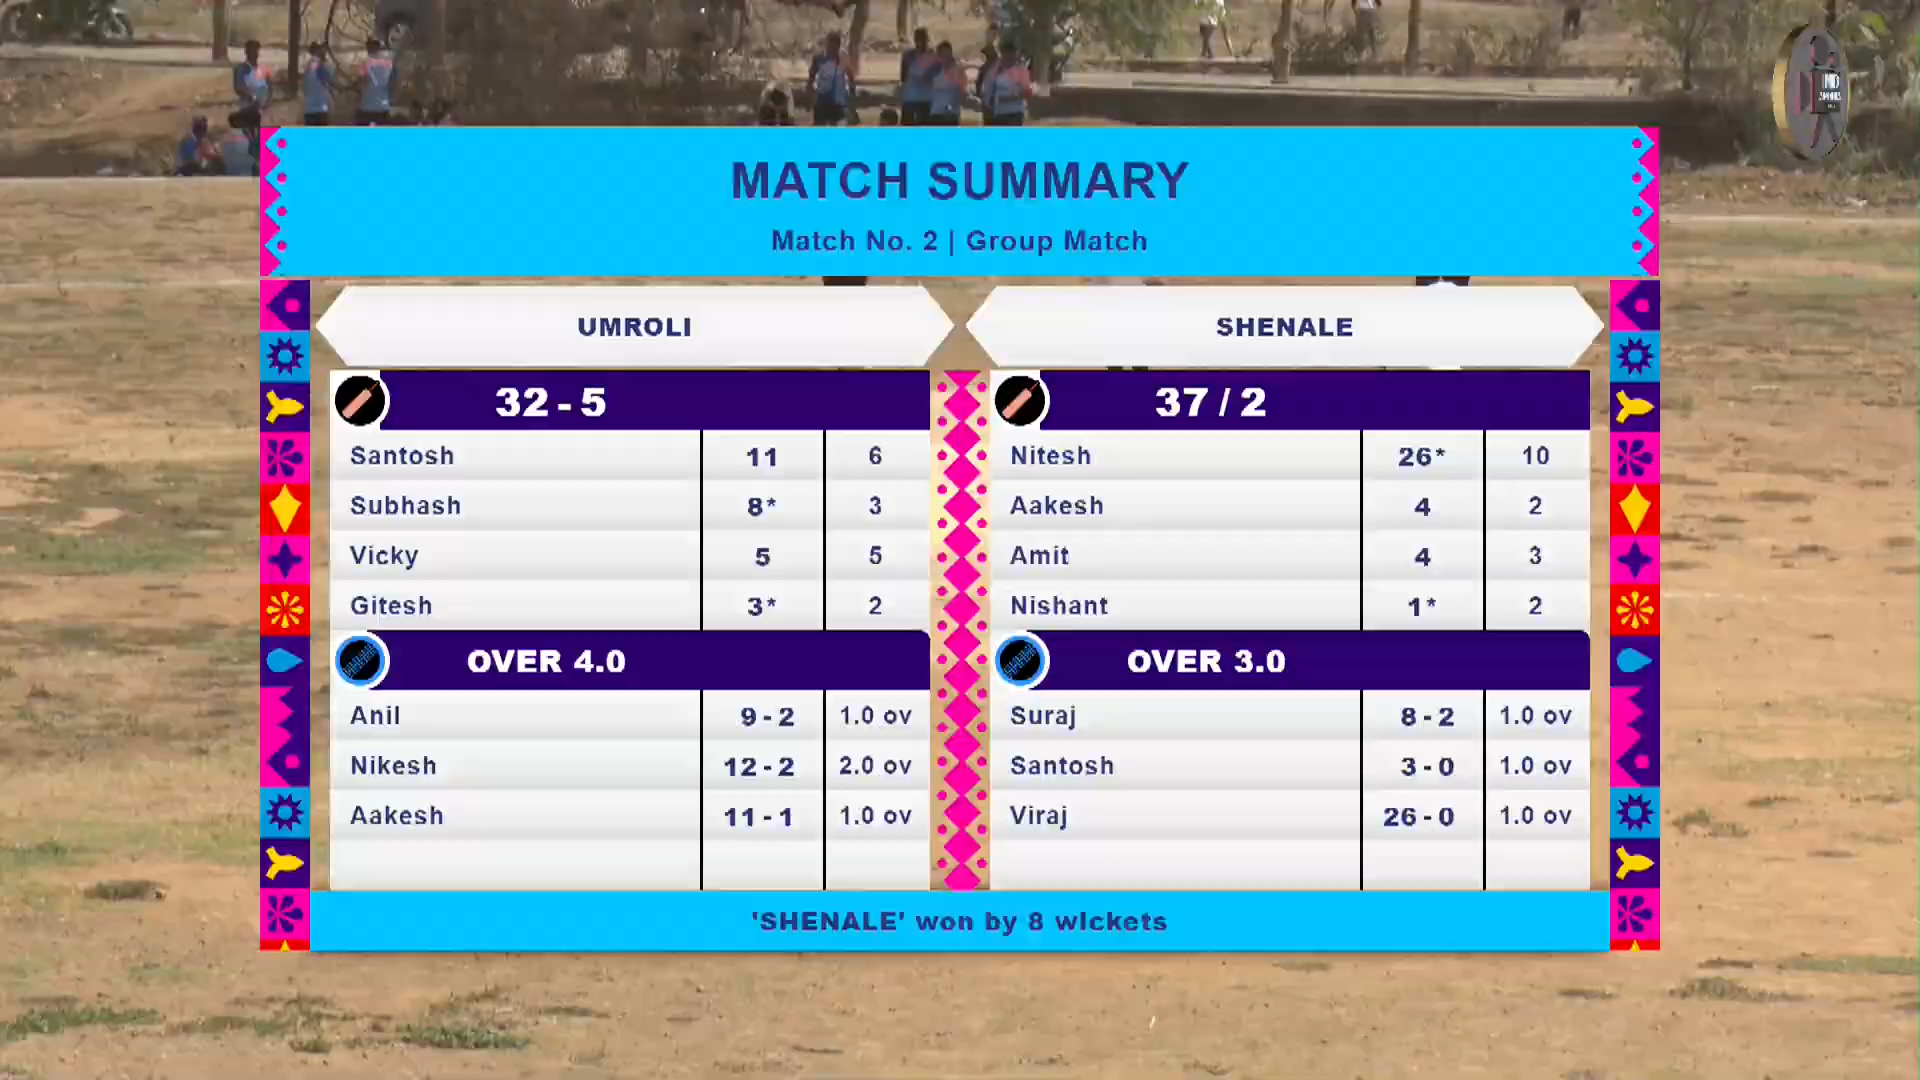 MATCH SUMMARY
Match No. 2 | Group Match
UMROLI
32 - 5
Santosh 11 6
Subhash 8* 3
Vicky 5 5
Gitesh 3* 2
OVER 4.0
Anil 9 - 2 1.0 ov
Nikesh 12 - 2 2.0 ov
Aakesh 11 - 1 1.0 ov
SHENALE
37 / 2
Nitesh 26* 10
Aakesh 4 2
Amit 4 3
Nishant 1* 2
OVER 3.0
Suraj 8 - 2 1.0 ov
Santosh 3 - 0 1.0 ov
Viraj 26 - 0 1.0 ov
'SHENALE' won by 8 wickets